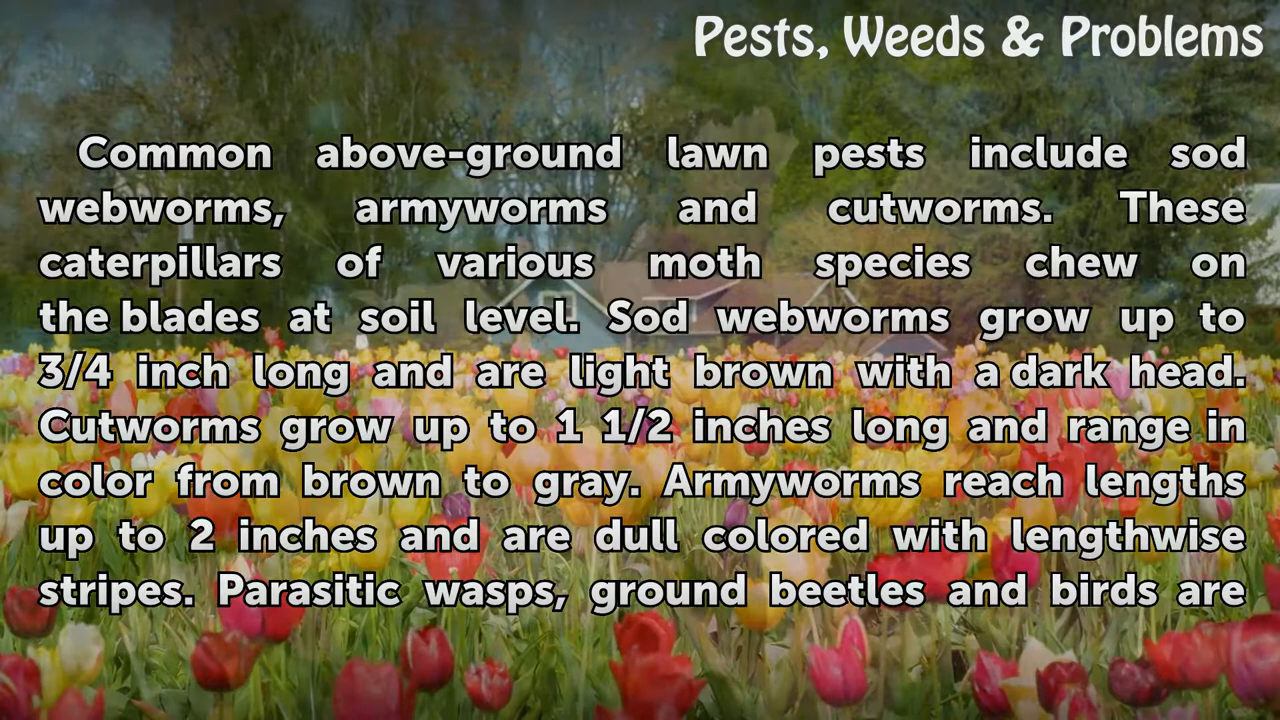 Pests, Weeds & Problems
Common above-ground lawn pests include sod
webworms, armyworms and cutworms. These
caterpillars of various moth species chew on
the blades at soil level. Sod webworms grow up to
3/4 inch long and are light brown with a dark head.
Cutworms grow up to 1 1/2 inches long and range in
color from brown to gray. Armyworms reach lengths
up to 2 inches and are dull colored with lengthwise
stripes. Parasitic wasps, ground beetles and birds are